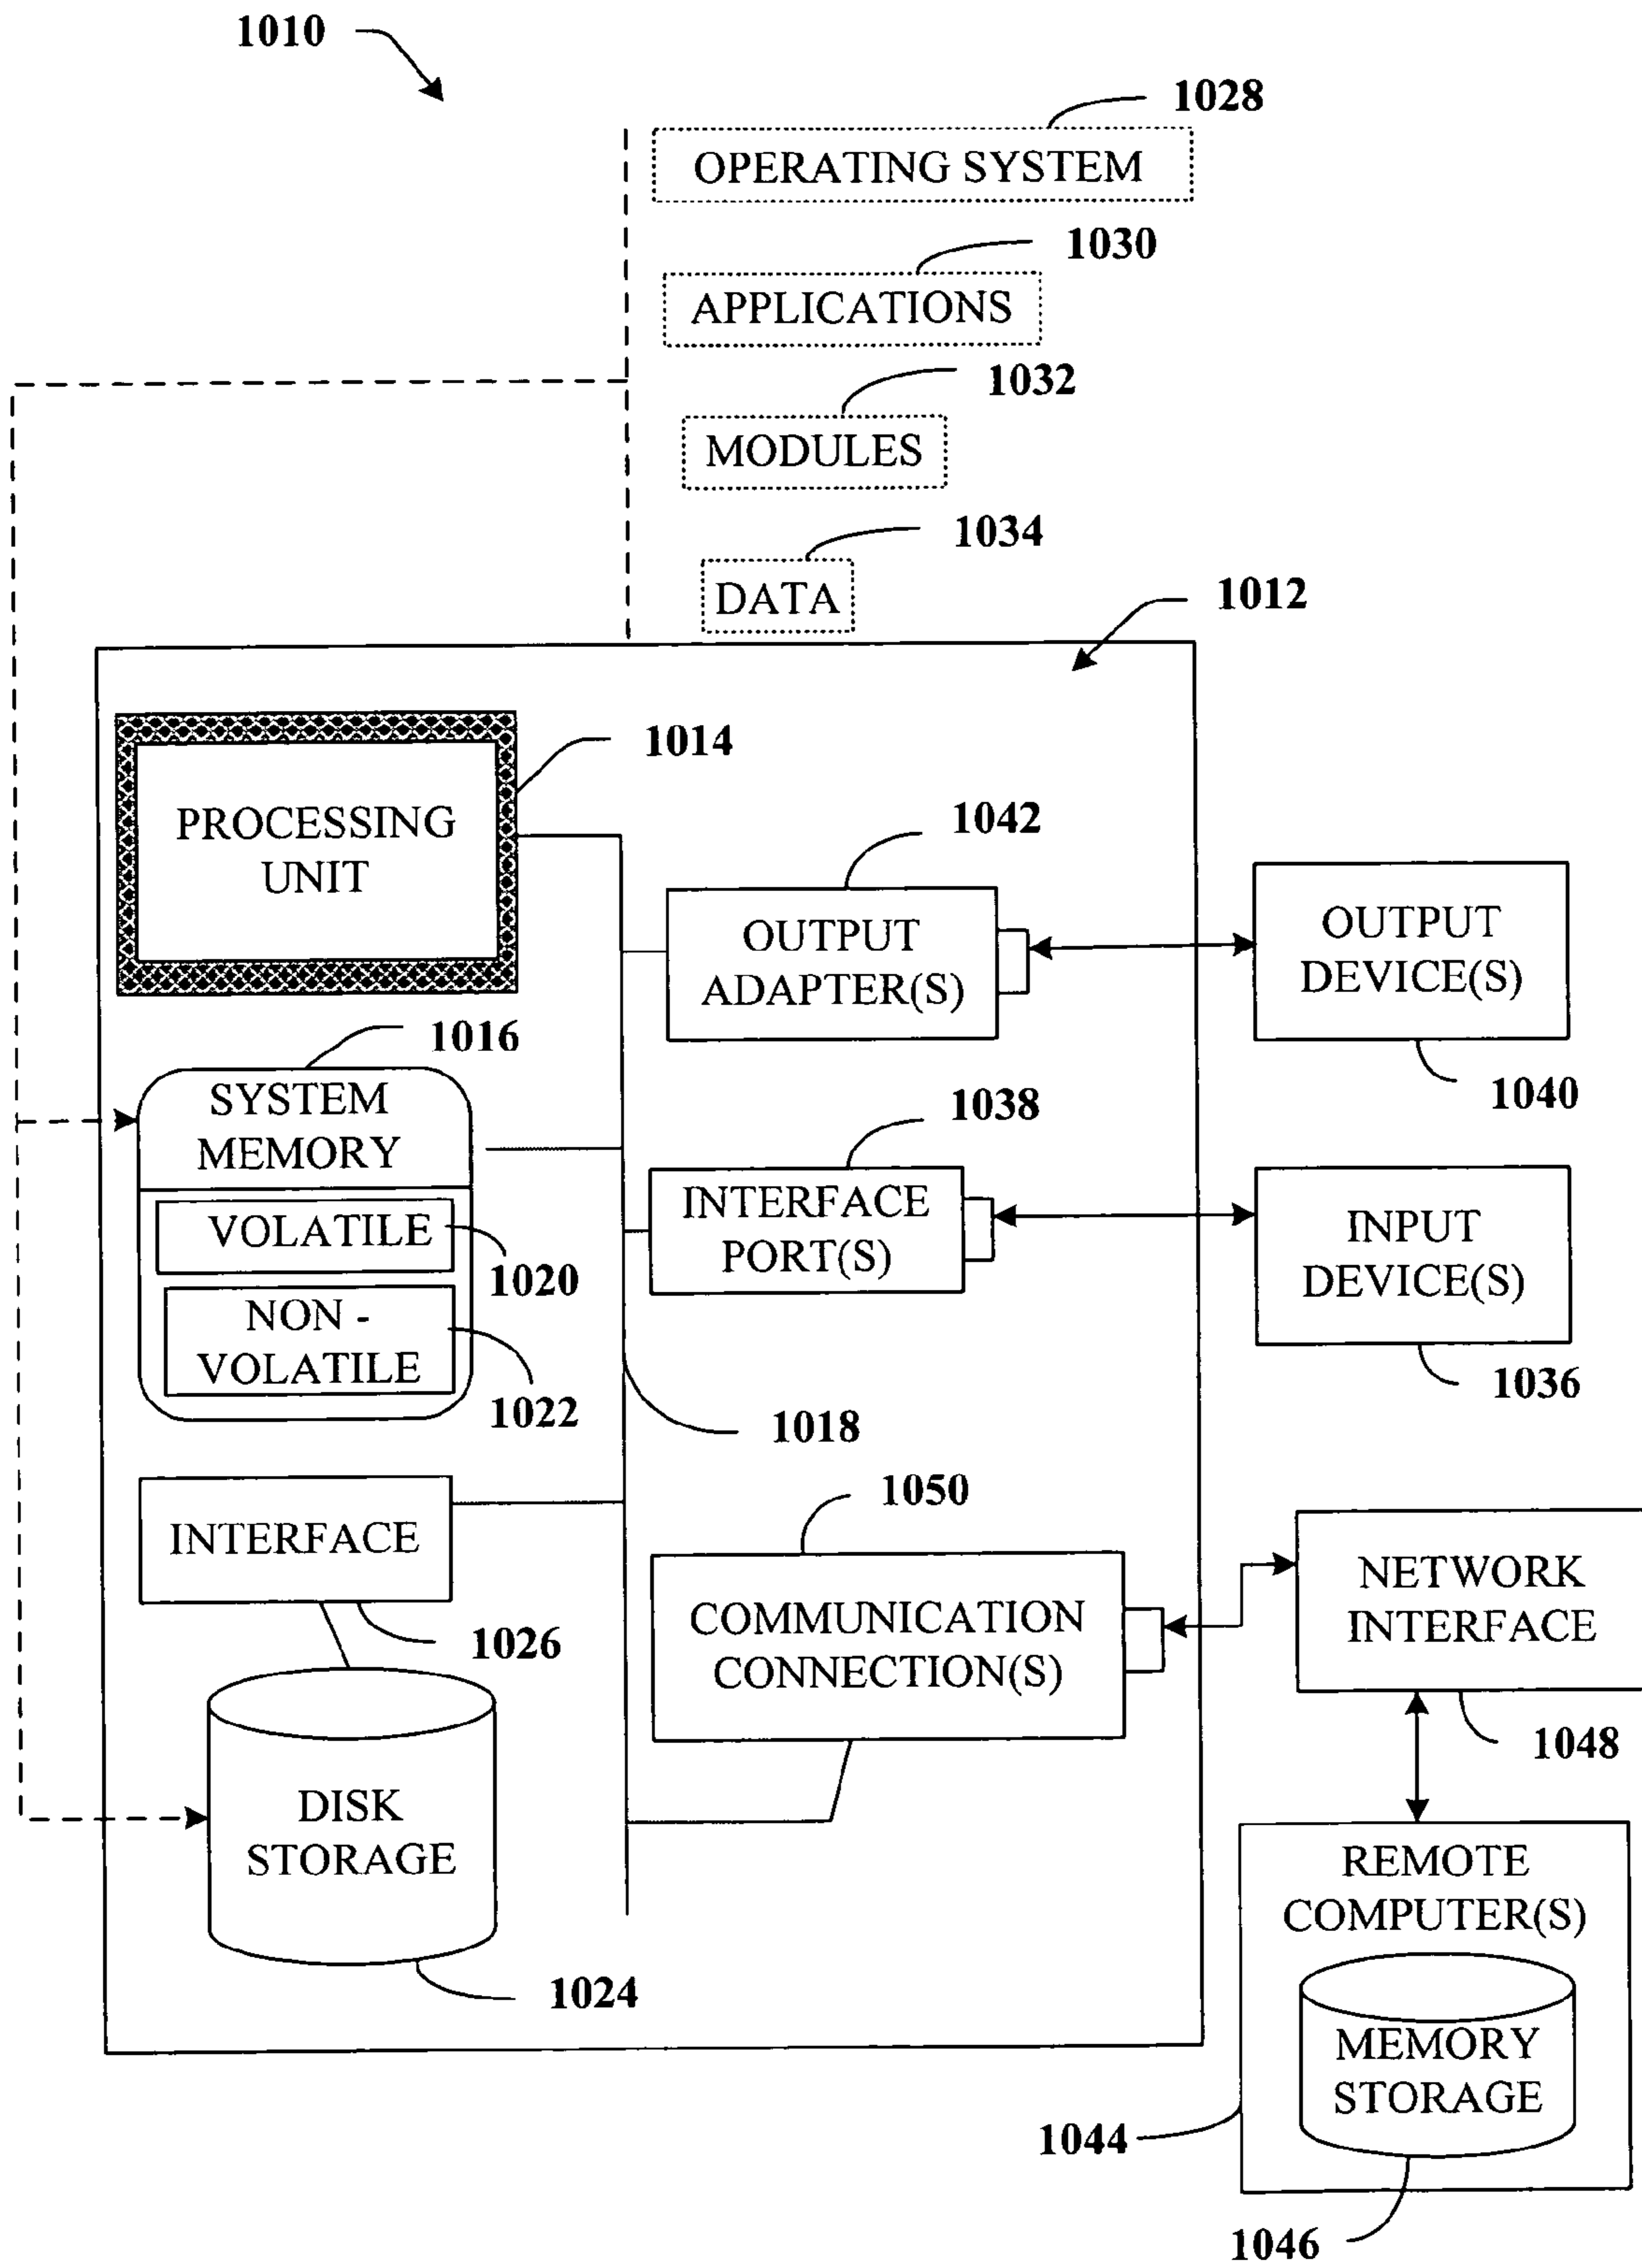 1010
1028
OPERATING SYSTEM
1030
APPLICATIONS
1032
MODULES
1034
DATA
1012
1014
PROCESSING
UNIT
1042
OUTPUT
ADAPTER(S)
OUTPUT
DEVICE(S)
1040
1016
SYSTEM
MEMORY
VOLATILE
1020
NON -
VOLATILE
1022
1038
INTERFACE
PORT(S)
INPUT
DEVICE(S)
1036
1018
INTERFACE
1026
1050
COMMUNICATION
CONNECTION(S)
NETWORK
INTERFACE
1048
DISK
STORAGE
1024
REMOTE
COMPUTER(S)
MEMORY
STORAGE
1044
1046